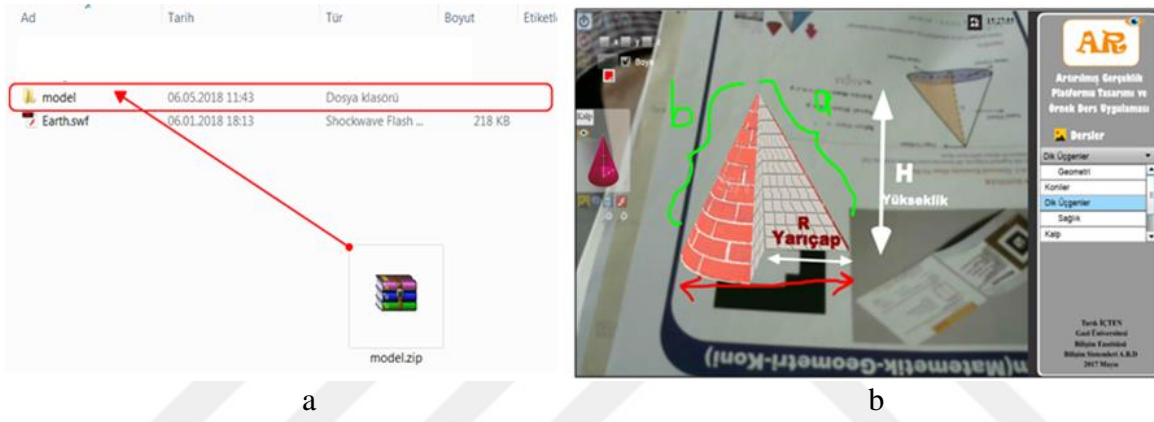 Ad Tarih Tür Boyut Etiketle
model 06.05.2018 11:43 Dosya klasörü
Earth.swf 06.01.2018 18:13 Shockwave Flash ... 218 KB
model.zip
a
x y z
Boya
Kalp
b a
H
Yükseklik
R
Yarıçap
m(Matematik-Geometri-Koni)
AR
Artırılmış Gerçeklik
Platformu Tasarımı ve
Örnek Ders Uygulaması
Dersler
Dik Üçgenler
Geometri
Koniler
Dik Üçgenler
Sağlık
Kalp
Tarık İÇTEN
Gazi Üniversitesi
Bilişim Enstitüsü
Bilişim Sistemleri A.B.D
2017 Mayıs
b